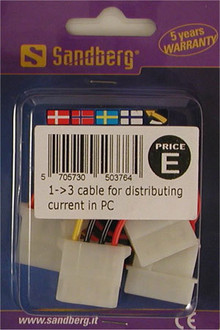 5 years
WARRANTY
Sandberg®
PRICE
E
5 705730 503764
1->3 cable for distributing
current in PC
www.sandberg.it